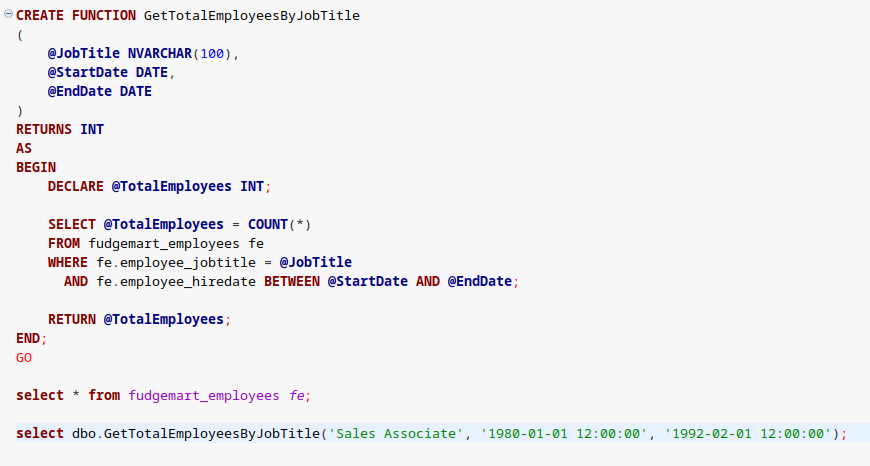 CREATE FUNCTION GetTotalEmployeesByJobTitle
(
    @JobTitle NVARCHAR(100),
    @StartDate DATE,
    @EndDate DATE
)
RETURNS INT
AS
BEGIN
    DECLARE @TotalEmployees INT;

    SELECT @TotalEmployees = COUNT(*)
    FROM fudgemart_employees fe
    WHERE fe.employee_jobtitle = @JobTitle
      AND fe.employee_hiredate BETWEEN @StartDate AND @EndDate;

    RETURN @TotalEmployees;
END;
GO

select * from fudgemart_employees fe;

select dbo.GetTotalEmployeesByJobTitle('Sales Associate', '1980-01-01 12:00:00', '1992-02-01 12:00:00');